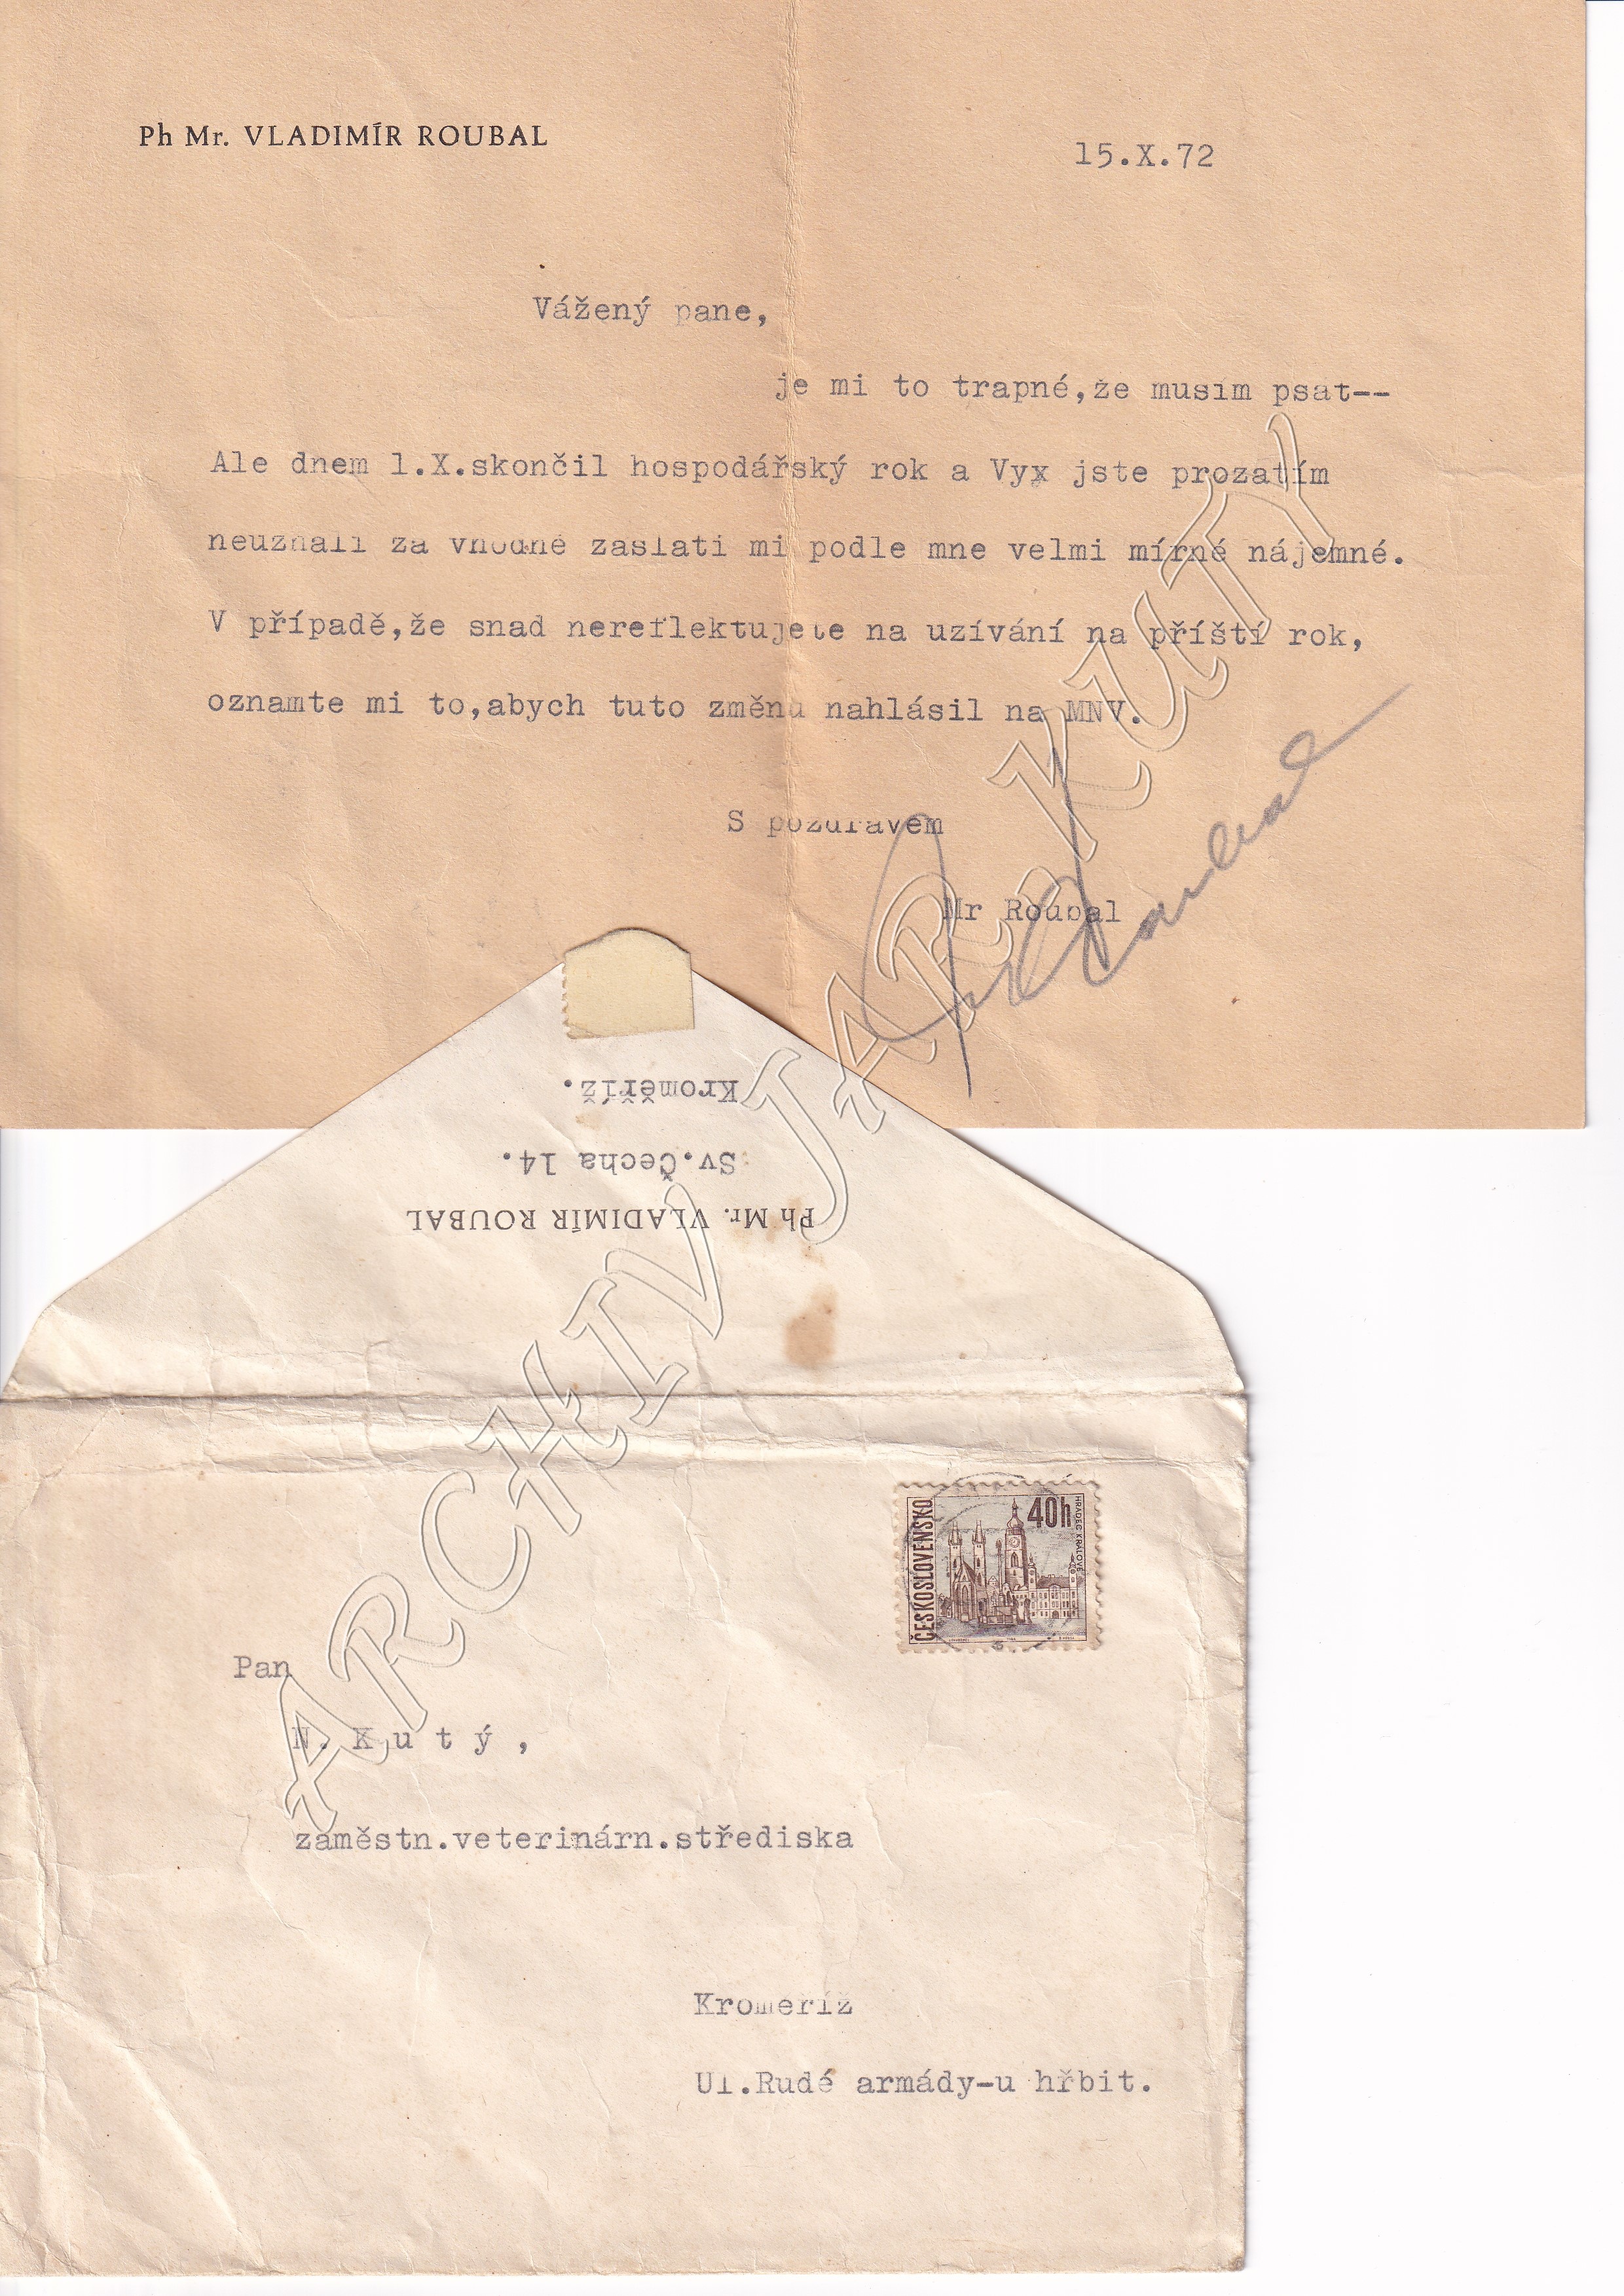 Ph Mr. VLADIMÍR ROUBAL
15.X.72
Vážený pane,
je mi to trapné,že musím psat--
Ale dnem 1.X.skončil hospodářský rok a Vyx jste prozatím
neuznali za vhodné zaslati mi podle mne velmi mírné nájemné.
V případě,že snad nereflektujete na uzívání na příští rok,
oznamte mi to,abych tuto změnu nahlásil na MNV.
S pozdravem
Mr Roubal
Kroměříž.
Sv.Čecha 14.
Ph Mr. VLADIMÍR ROUBAL
ARCHIV JAR. KUTÝ
ČESKOSLOVENSKO
40h
HRADEC KRÁLOVÉ
Pan
N. K u t ý ,
zaměstn.veterinárn.střediska
Kroměříž
Ul.Rudé armády-u hřbit.